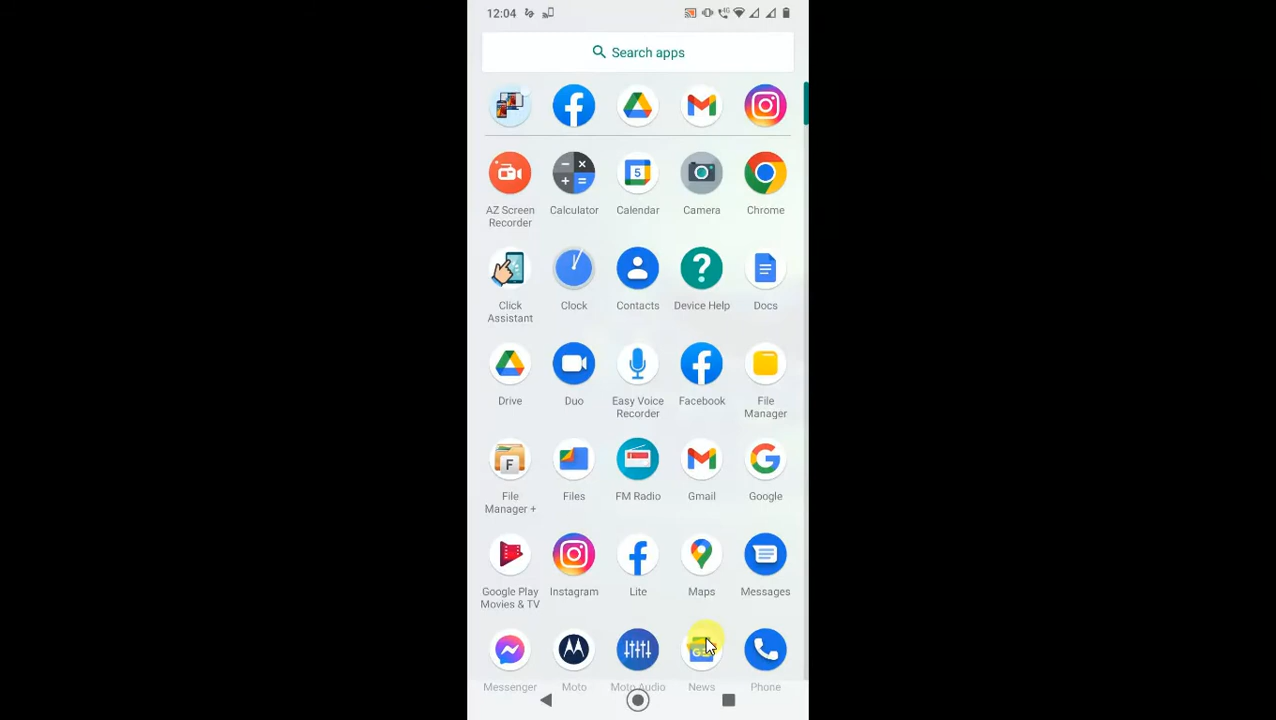 12:04
4G
Search apps
5
AZ Screen Recorder
Calculator
Calendar
Camera
Chrome
Click Assistant
Clock
Contacts
Device Help
Docs
Drive
Duo
Easy Voice Recorder
Facebook
File Manager
F
File Manager +
Files
FM Radio
Gmail
Google
Google Play Movies & TV
Instagram
Lite
Maps
Messages
Messenger
Moto
Moto Audio
News
Phone